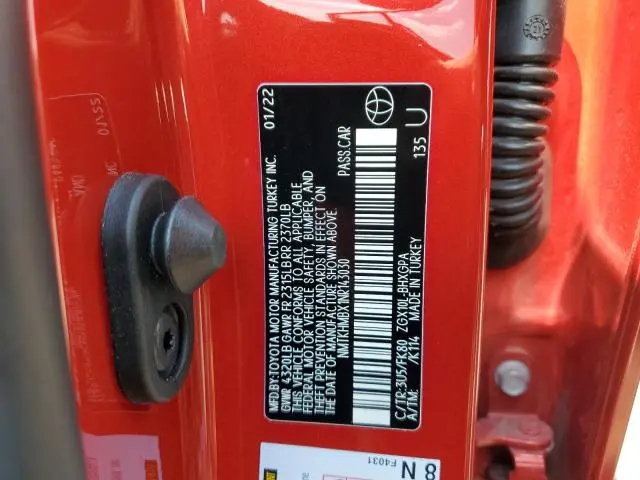 MFD.BY:TOYOTA MOTOR MANUFACTURING TURKEY INC. 01/22
GVWR 4320LB GAWR FR 2315LB RR 2370LB
THIS VEHICLE CONFORMS TO ALL APPLICABLE
FEDERAL MOTOR VEHICLE SAFETY, BUMPER, AND
THEFT PREVENTION STANDARDS IN EFFECT ON
THE DATE OF MANUFACTURE SHOWN ABOVE.
NMTKHMBX1NR143030 PASS.CAR
C/TR:3U5/FK80 ZGX10L-BHXGPA 135 U
A/TM: /K114 MADE IN TURKEY
8 N
F4031